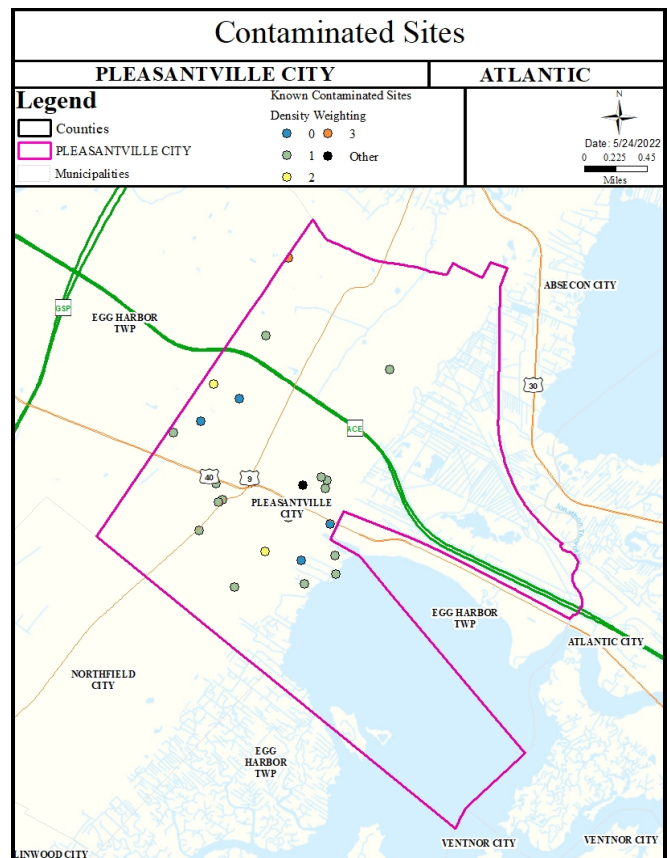 Contaminated Sites
PLEASANTVILLE CITY
ATLANTIC
Legend
Counties
PLEASANTVILLE CITY
Municipalities
Known Contaminated Sites
Density Weighting
0
3
1
Other
2
N
Date: 5/24/2022
0 0.225 0.45
Miles
ABSECON CITY
GSP
EGG HARBOR
TWP
30
ACE
40
9
PLEASANTVILLE
CITY
EGG HARBOR
TWP
ATLANTIC CITY
NORTHFIELD
CITY
EGG
HARBOR
TWP
LINWOOD CITY
VENTNOR CITY
VENTNOR CITY